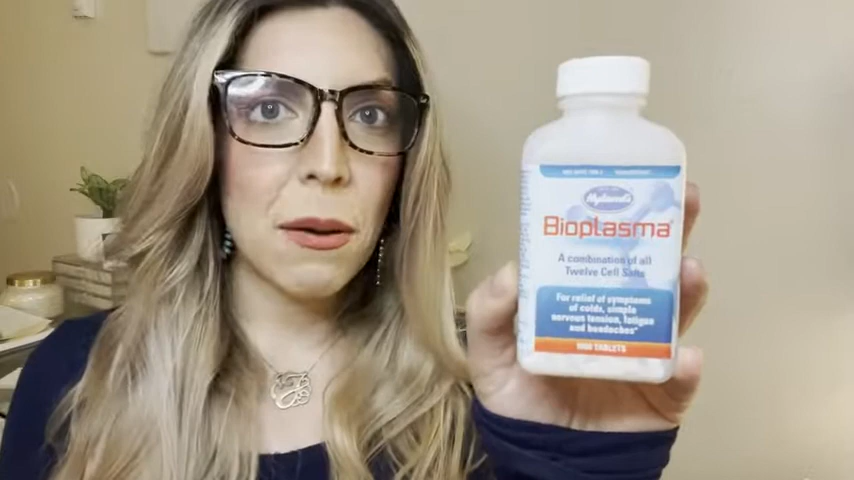 Hyland's
Bioplasma
A combination of all
Twelve Cell Salts
For relief of symptoms
of colds, simple
nervous tension, fatigue
and headaches*
1000 TABLETS